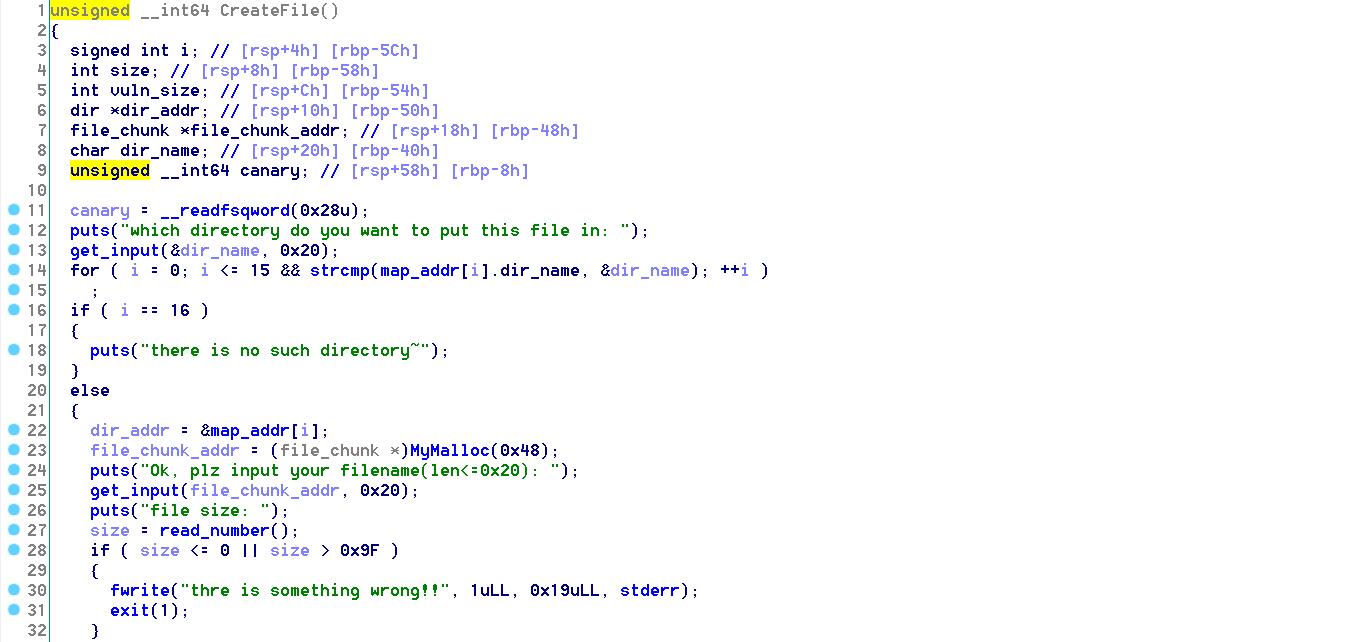 1 unsigned __int64 CreateFile()
2 {
3 signed int i; // [rsp+4h] [rbp-5Ch]
4 int size; // [rsp+8h] [rbp-58h]
5 int vuln_size; // [rsp+Ch] [rbp-54h]
6 dir *dir_addr; // [rsp+10h] [rbp-50h]
7 file_chunk *file_chunk_addr; // [rsp+18h] [rbp-48h]
8 char dir_name; // [rsp+20h] [rbp-40h]
9 unsigned __int64 canary; // [rsp+58h] [rbp-8h]
10
11 canary = __readfsqword(0x28u);
12 puts("which directory do you want to put this file in: ");
13 get_input(&dir_name, 0x20);
14 for ( i = 0; i <= 15 && strcmp(map_addr[i].dir_name, &dir_name); ++i )
15 ;
16 if ( i == 16 )
17 {
18 puts("there is no such directory~");
19 }
20 else
21 {
22 dir_addr = &map_addr[i];
23 file_chunk_addr = (file_chunk *)MyMalloc(0x48);
24 puts("Ok, plz input your filename(len<=0x20): ");
25 get_input(file_chunk_addr, 0x20);
26 puts("file size: ");
27 size = read_number();
28 if ( size <= 0 || size > 0x9F )
29 {
30 fwrite("thre is something wrong!!", 1uLL, 0x19uLL, stderr);
31 exit(1);
32 }